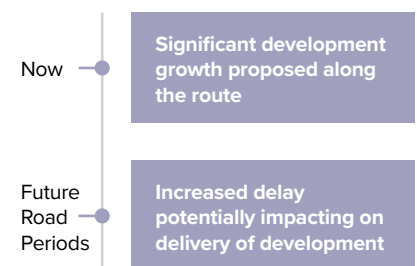 Now
Significant development
growth proposed along
the route
Future
Road
Periods
Increased delay
potentially impacting on
delivery of development